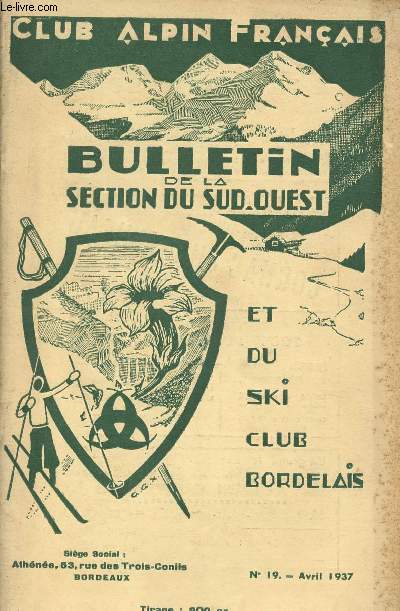 © Le-livre.com
CLUB ALPIN FRANÇAIS
BULLETIN
DE LA
SECTION DU SUD-OUEST
ET
DU
SKI
CLUB
BORDELAIS
Siège Social :
Athénée, 53, rue des Trois-Conils
BORDEAUX
N° 19. — Avril 1937
Tirage :